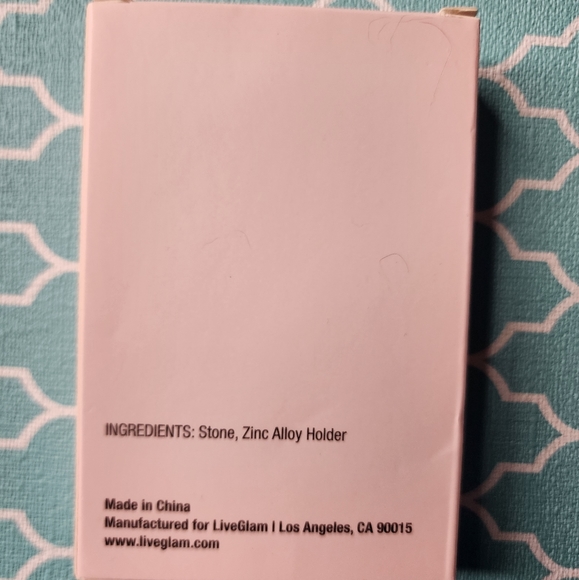 INGREDIENTS: Stone, Zinc Alloy Holder
Made in China
Manufactured for LiveGlam | Los Angeles, CA 90015
www.liveglam.com